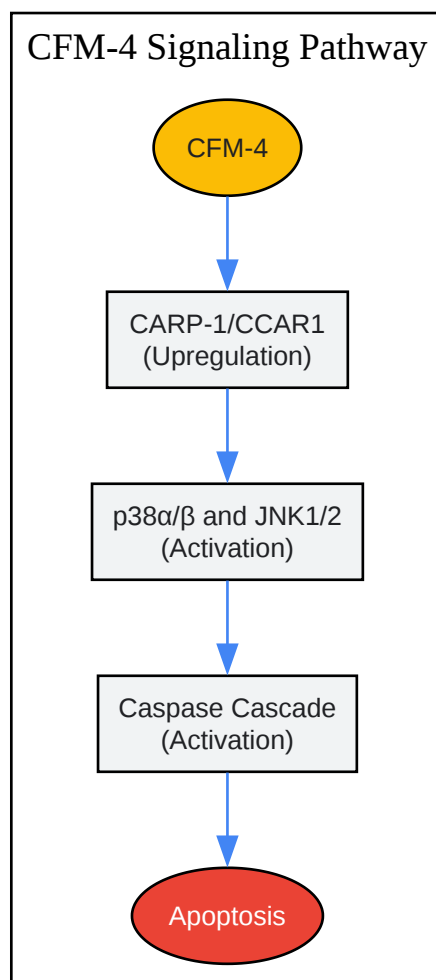 CFM-4 Signaling Pathway
CFM-4
CARP-1/CCAR1
(Upregulation)
p38α/β and JNK1/2
(Activation)
Caspase Cascade
(Activation)
Apoptosis